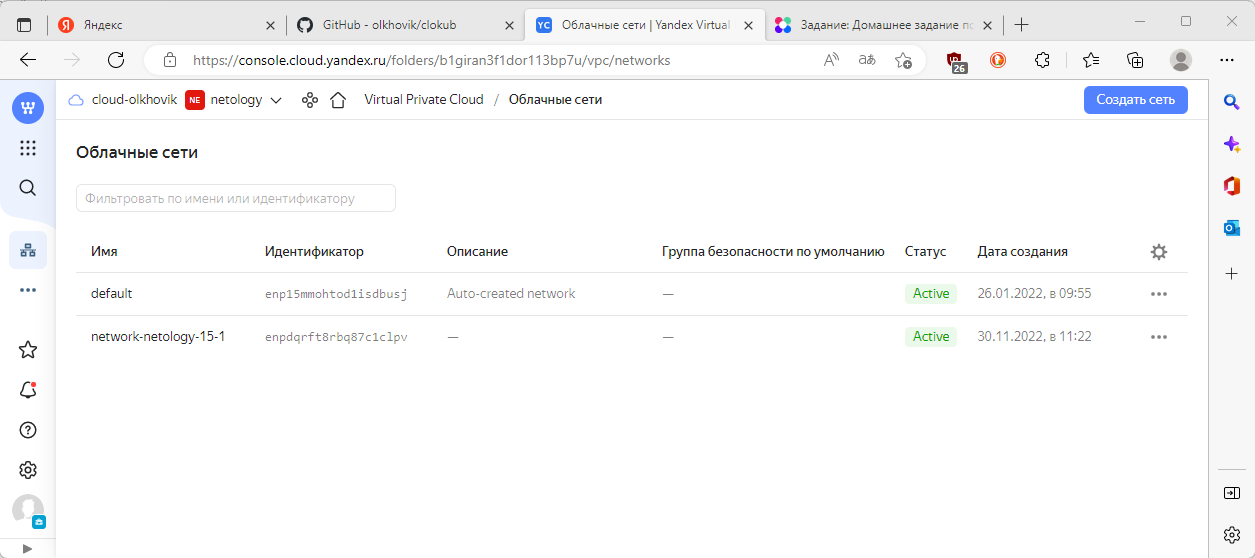 Яндекс
GitHub - olkhovik/clokub
YC Облачные сети | Yandex Virtual
Задание: Домашнее задание по
https://console.cloud.yandex.ru/folders/b1giran3f1dor113bp7u/vpc/networks
26
cloud-olkhovik NE netology Virtual Private Cloud / Облачные сети Создать сеть
Облачные сети
Фильтровать по имени или идентификатору
Имя Идентификатор Описание Группа безопасности по умолчанию Статус Дата создания
default enp15mmohtod1isdbusj Auto-created network — Active 26.01.2022, в 09:55
network-netology-15-1 enpdqrft8rbq87c1clpv — — Active 30.11.2022, в 11:22